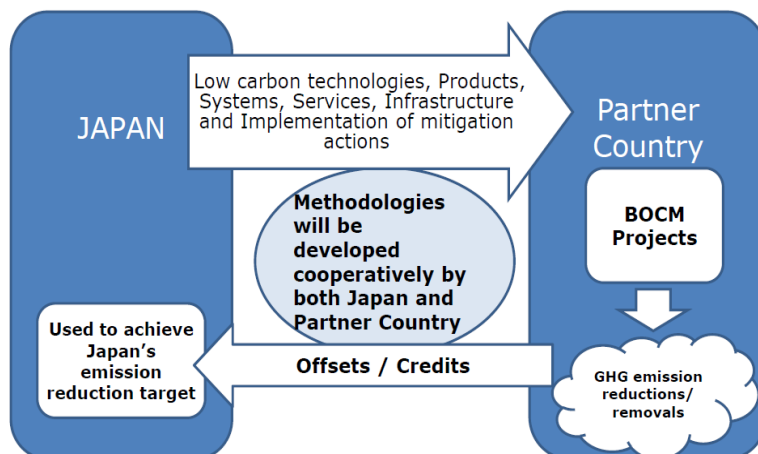 JAPAN
Low carbon technologies, Products,
Systems, Services, Infrastructure
and Implementation of mitigation
actions
Partner
Country
Methodologies
will be
developed
cooperatively by
both Japan and
Partner Country
BOCM
Projects
Used to achieve
Japan's
emission
reduction target
Offsets / Credits
GHG emission
reductions/
removals